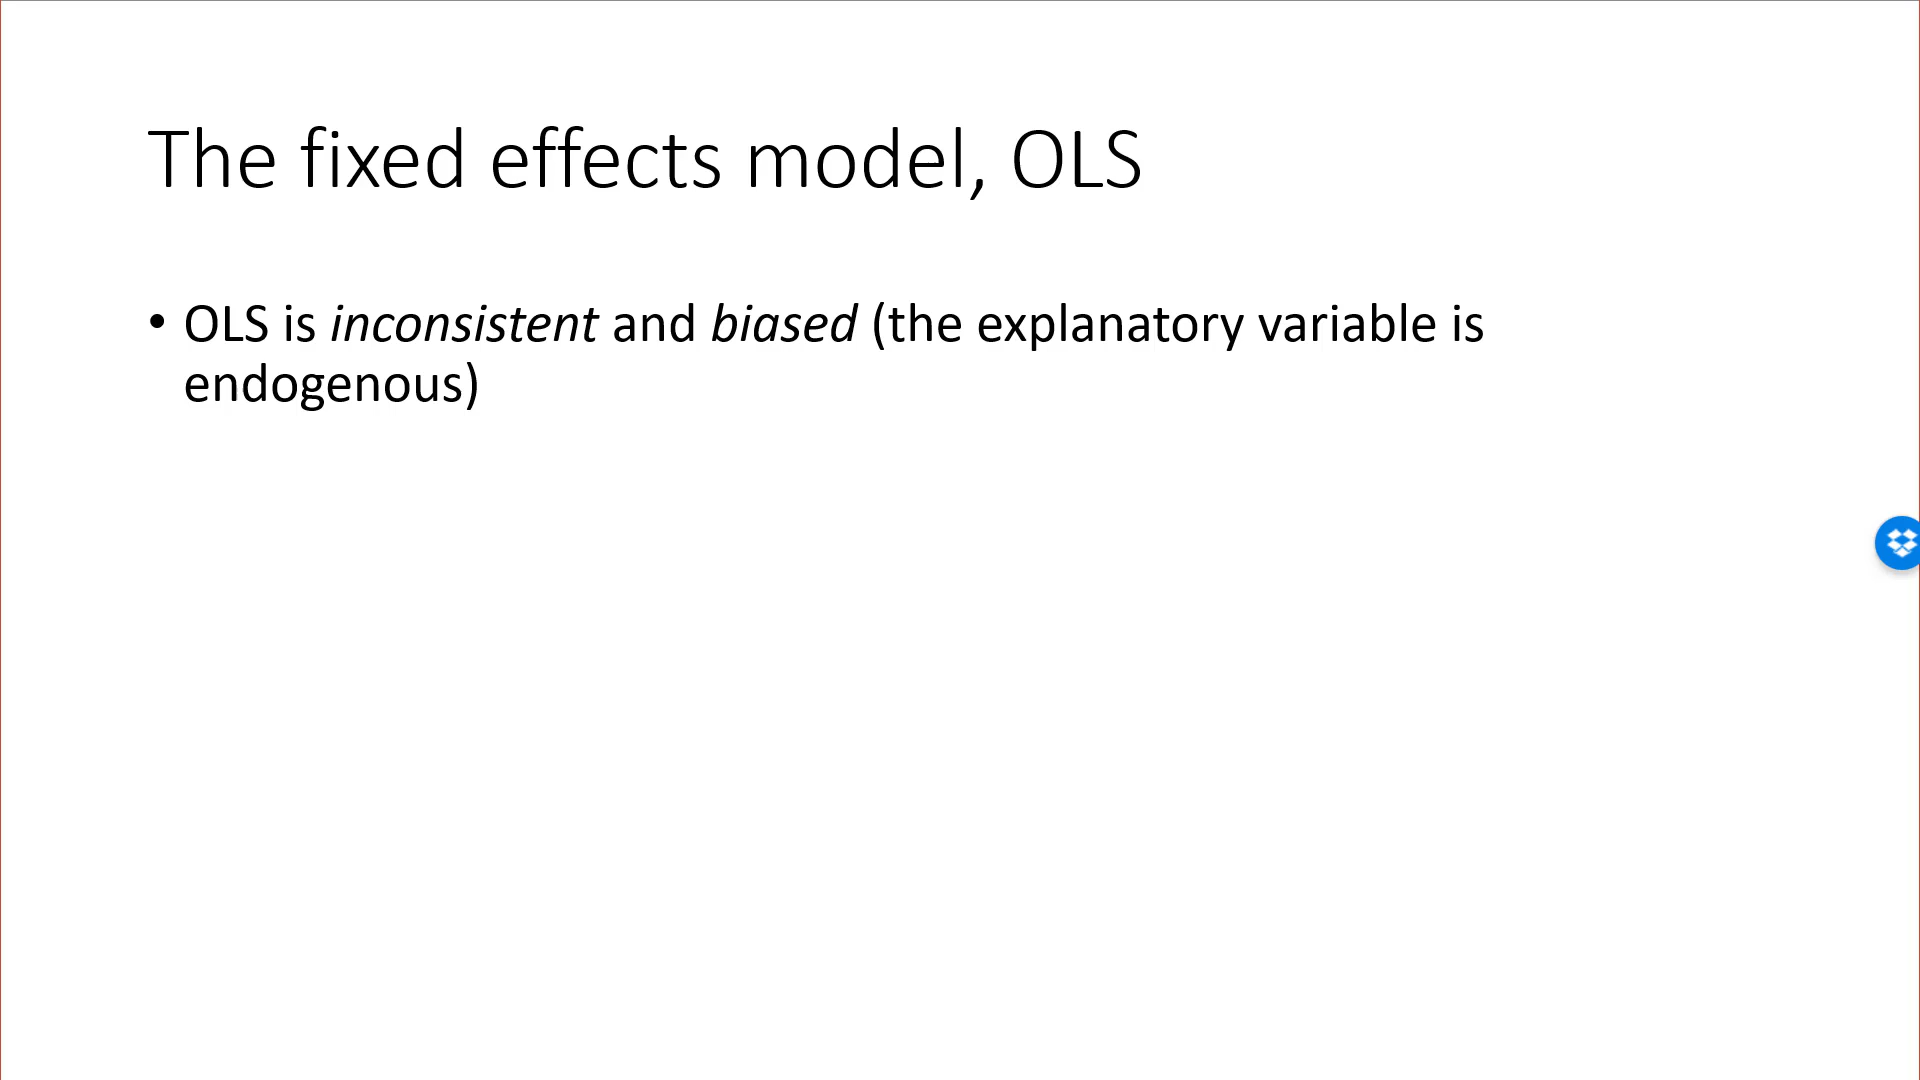 The fixed effects model, OLS
• OLS is inconsistent and biased (the explanatory variable is
endogenous)